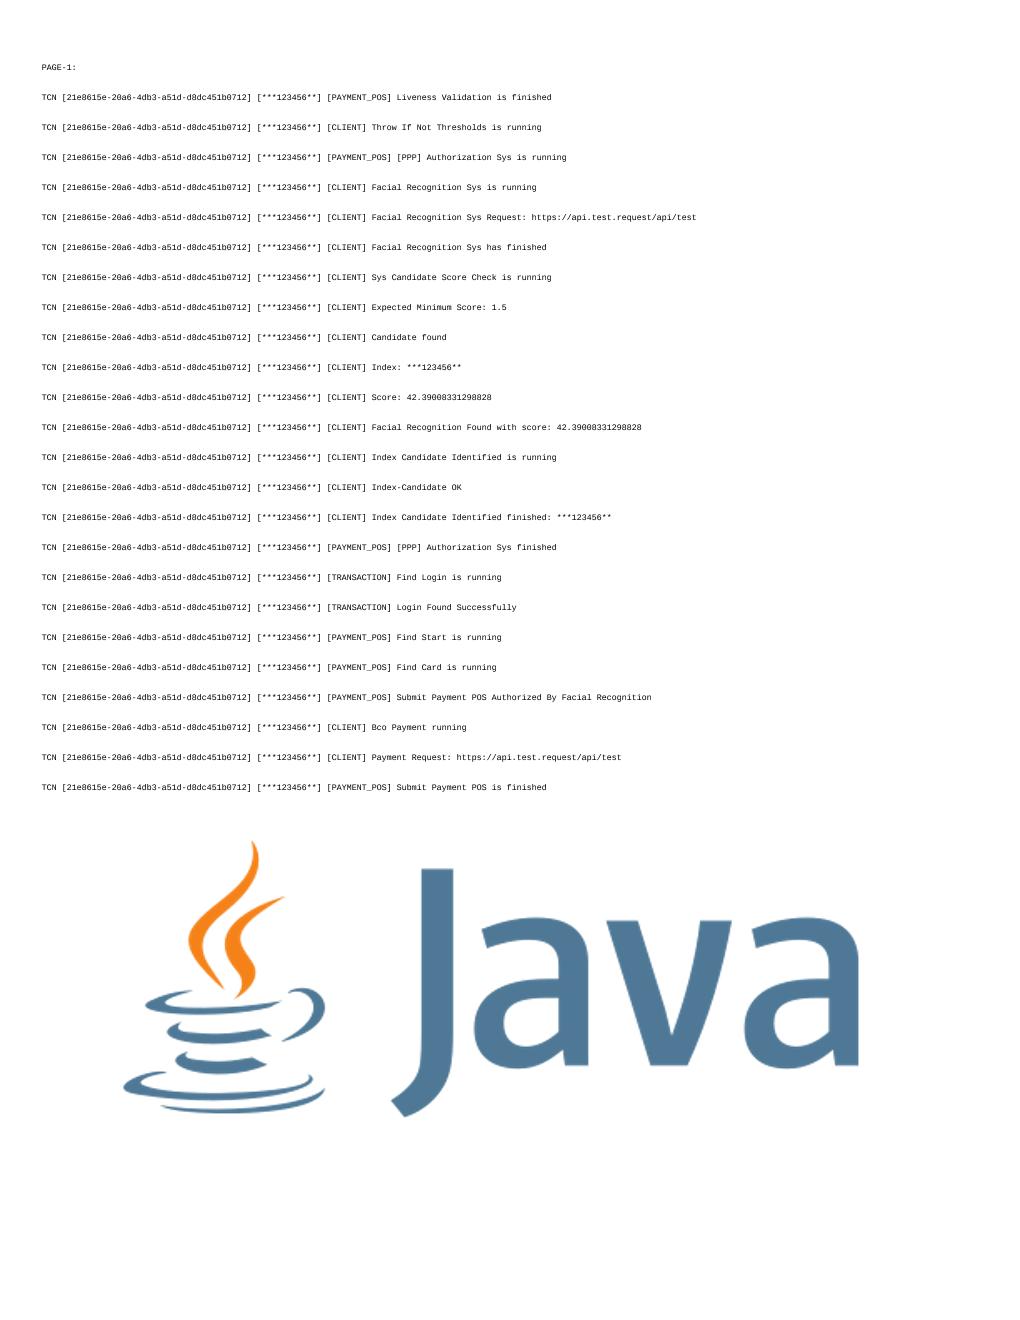 PAGE-1:
TCN [21e8615e-20a6-4db3-a51d-d8dc451b0712] [***123456**] [PAYMENT_POS] Liveness Validation is finished
TCN [21e8615e-20a6-4db3-a51d-d8dc451b0712] [***123456**] [CLIENT] Throw If Not Thresholds is running
TCN [21e8615e-20a6-4db3-a51d-d8dc451b0712] [***123456**] [PAYMENT_POS] [PPP] Authorization Sys is running
TCN [21e8615e-20a6-4db3-a51d-d8dc451b0712] [***123456**] [CLIENT] Facial Recognition Sys is running
TCN [21e8615e-20a6-4db3-a51d-d8dc451b0712] [***123456**] [CLIENT] Facial Recognition Sys Request: https://api.test.request/api/test
TCN [21e8615e-20a6-4db3-a51d-d8dc451b0712] [***123456**] [CLIENT] Facial Recognition Sys has finished
TCN [21e8615e-20a6-4db3-a51d-d8dc451b0712] [***123456**] [CLIENT] Sys Candidate Score Check is running
TCN [21e8615e-20a6-4db3-a51d-d8dc451b0712] [***123456**] [CLIENT] Expected Minimum Score: 1.5
TCN [21e8615e-20a6-4db3-a51d-d8dc451b0712] [***123456**] [CLIENT] Candidate found
TCN [21e8615e-20a6-4db3-a51d-d8dc451b0712] [***123456**] [CLIENT] Index: ***123456**
TCN [21e8615e-20a6-4db3-a51d-d8dc451b0712] [***123456**] [CLIENT] Score: 42.39008331298828
TCN [21e8615e-20a6-4db3-a51d-d8dc451b0712] [***123456**] [CLIENT] Facial Recognition Found with score: 42.39008331298828
TCN [21e8615e-20a6-4db3-a51d-d8dc451b0712] [***123456**] [CLIENT] Index Candidate Identified is running
TCN [21e8615e-20a6-4db3-a51d-d8dc451b0712] [***123456**] [CLIENT] Index-Candidate OK
TCN [21e8615e-20a6-4db3-a51d-d8dc451b0712] [***123456**] [CLIENT] Index Candidate Identified finished: ***123456**
TCN [21e8615e-20a6-4db3-a51d-d8dc451b0712] [***123456**] [PAYMENT_POS] [PPP] Authorization Sys finished
TCN [21e8615e-20a6-4db3-a51d-d8dc451b0712] [***123456**] [TRANSACTION] Find Login is running
TCN [21e8615e-20a6-4db3-a51d-d8dc451b0712] [***123456**] [TRANSACTION] Login Found Successfully
TCN [21e8615e-20a6-4db3-a51d-d8dc451b0712] [***123456**] [PAYMENT_POS] Find Start is running
TCN [21e8615e-20a6-4db3-a51d-d8dc451b0712] [***123456**] [PAYMENT_POS] Find Card is running
TCN [21e8615e-20a6-4db3-a51d-d8dc451b0712] [***123456**] [PAYMENT_POS] Submit Payment POS Authorized By Facial Recognition
TCN [21e8615e-20a6-4db3-a51d-d8dc451b0712] [***123456**] [CLIENT] Bco Payment running
TCN [21e8615e-20a6-4db3-a51d-d8dc451b0712] [***123456**] [CLIENT] Payment Request: https://api.test.request/api/test
TCN [21e8615e-20a6-4db3-a51d-d8dc451b0712] [***123456**] [PAYMENT_POS] Submit Payment POS is finished
Java